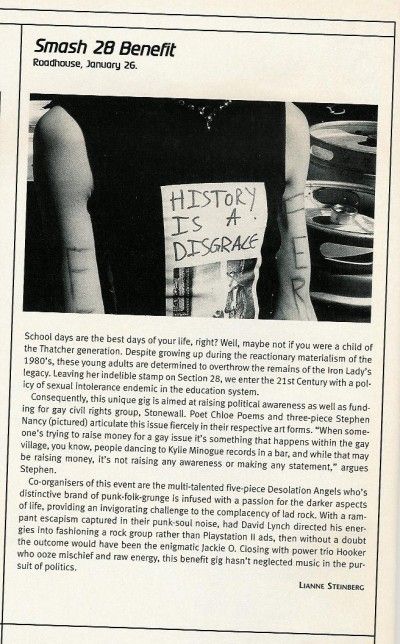 Smash 28 Benefit
Roadhouse, January 26.
HISTORY
IS A
DISGRACE
TER
School days are the best days of your life, right? Well, maybe not if you were a child of
the Thatcher generation. Despite growing up during the reactionary materialism of the
1980's, these young adults are determined to overthrow the remains of the Iron Lady's
legacy. Leaving her indelible stamp on Section 28, we enter the 21st Century with a pol-
icy of sexual intolerance endemic in the education system.
Consequently, this unique gig is aimed at raising political awareness as well as fund-
ing for gay civil rights group, Stonewall. Poet Chloe Poems and three-piece Stephen
Nancy (pictured) articulate this issue fiercely in their respective art forms. "When some-
one's trying to raise money for a gay issue it's something that happens within the gay
village, you know, people dancing to Kylie Minogue records in a bar, and while that may
be raising money, it's not raising any awareness or making any statement," argues
Stephen.
Co-organisers of this event are the multi-talented five-piece Desolation Angels who's
distinctive brand of punk-folk-grunge is infused with a passion for the darker aspects
of life, providing an invigorating challenge to the complacency of lad rock. With a ram-
pant escapism captured in their punk-soul noise, had David Lynch directed his ener-
gies into fashioning a rock group rather than Playstation II ads, then without a doubt
the outcome would have been the enigmatic Jackie O. Closing with power trio Hooker
who ooze mischief and raw energy, this benefit gig hasn't neglected music in the pur-
suit of politics.
LIANNE STEINBERG